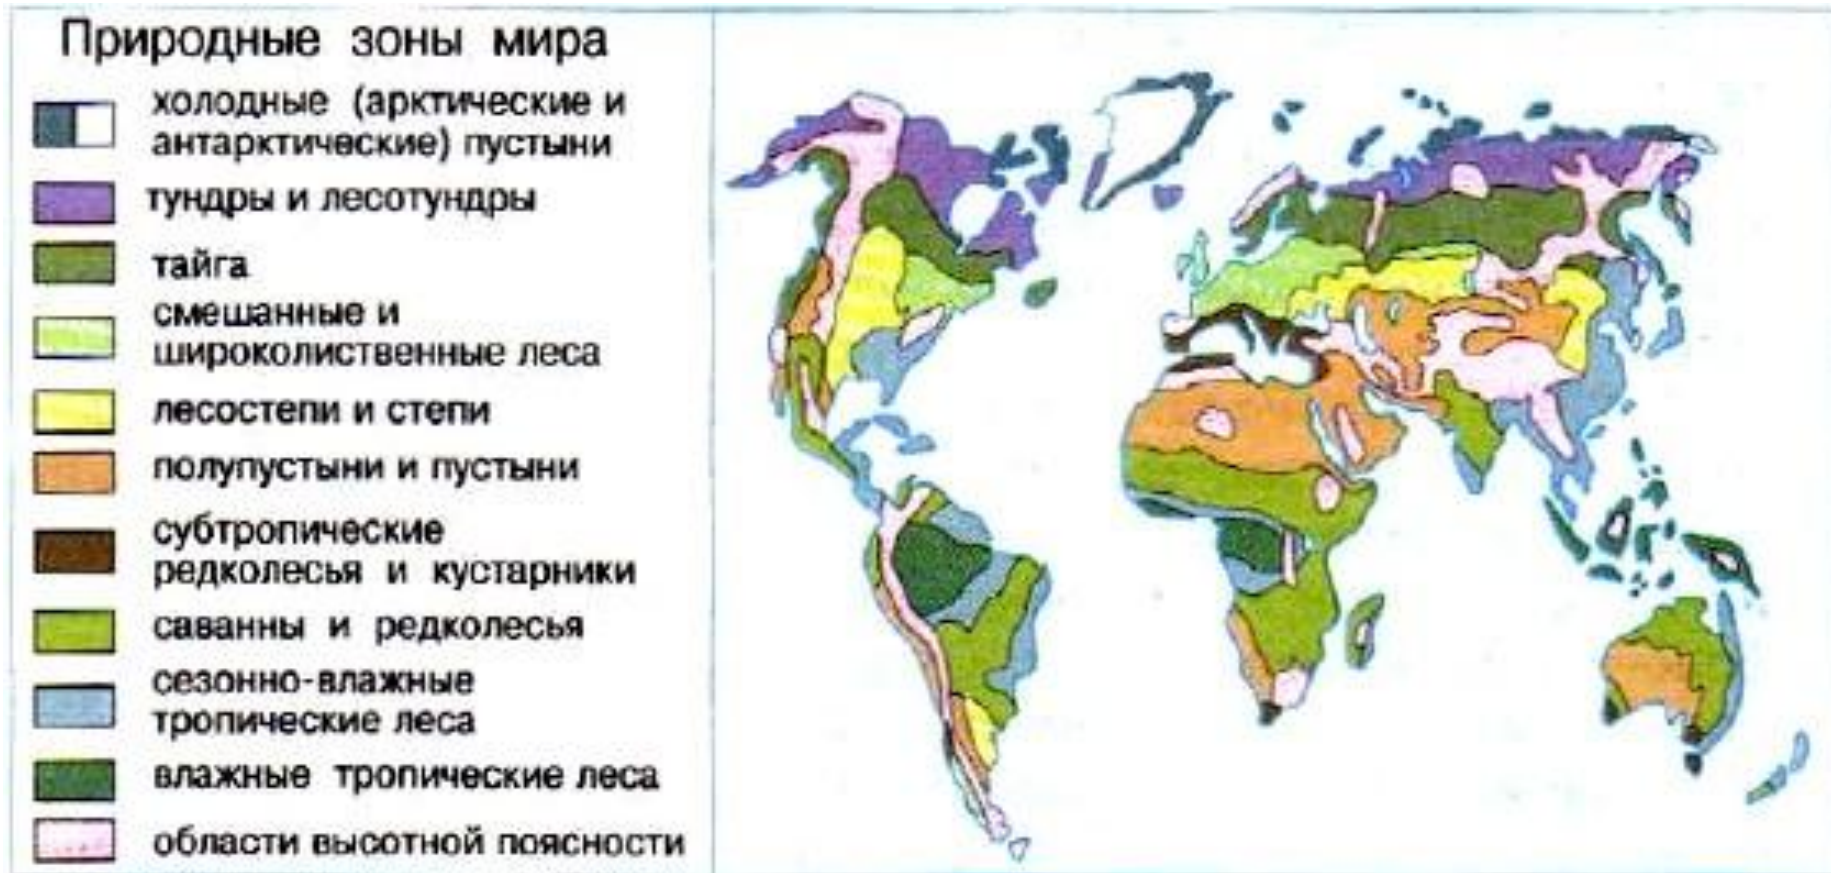 Природные зоны мира
холодные (арктические и
антарктические) пустыни
тундры и лесотундры
тайга
смешанные и
широколиственные леса
лесостепи и степи
полупустыни и пустыни
субтропические
редколесья и кустарники
саванны и редколесья
сезонно-влажные
тропические леса
влажные тропические леса
области высотной поясности